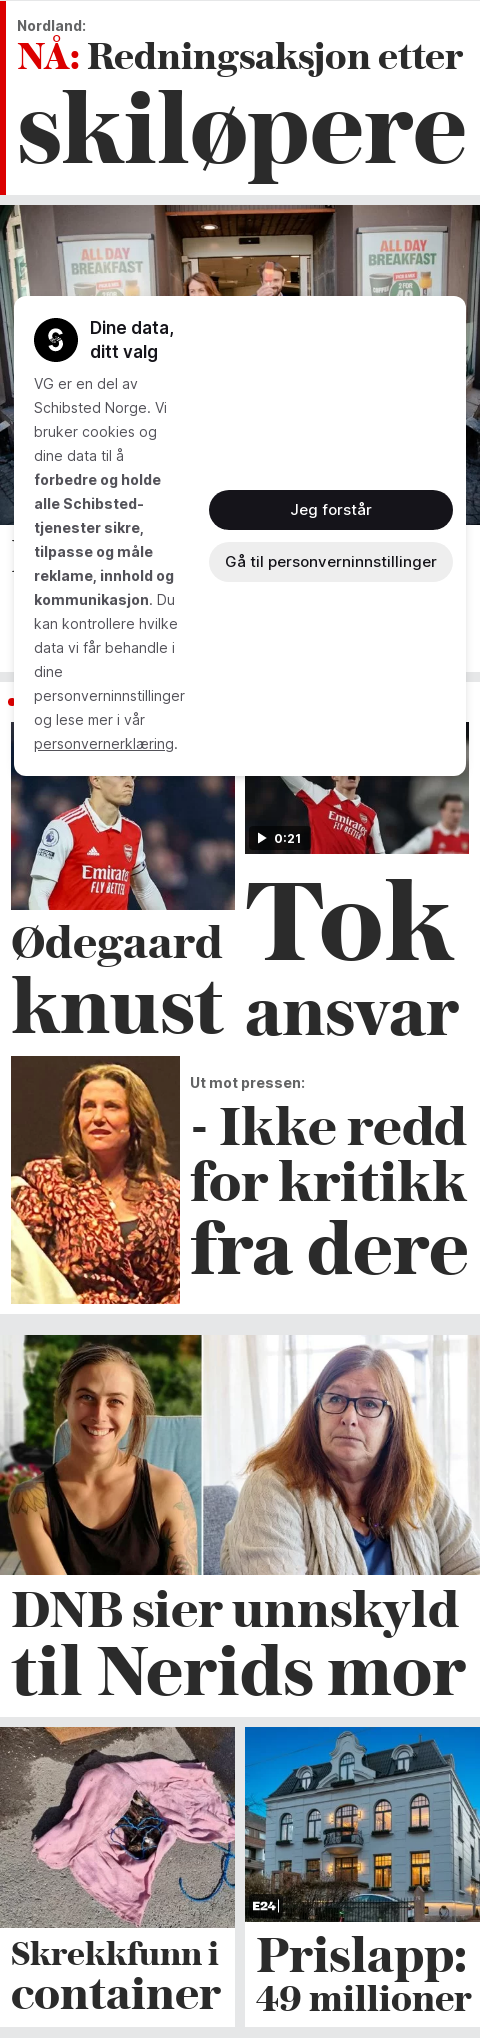 Nordland:
NÅ: Redningsaksjon etter
skiløpere
ALL DAY
BREAKFAST
ALL DAY
BREAKFAST
Dine data,
ditt valg
VG er en del av
Schibsted Norge. Vi
bruker cookies og
dine data til å
forbedre og holde
alle Schibsted-
tjenester sikre,
tilpasse og måle
reklame, innhold og
kommunikasjon. Du
kan kontrollere hvilke
data vi får behandle i
dine
personverninnstillinger
og lese mer i vår
personvernerklæring.
Jeg forstår
Gå til personverninnstillinger
Emirates
FLY BETTER
Emirates
FLY BETTER
0:21
Ødegaard
knust
Tok
ansvar
Ut mot pressen:
- Ikke redd
for kritikk
fra dere
DNB sier unnskyld
til Nerids mor
Skrekkfunn i
container
E24
Prislapp:
49 millioner